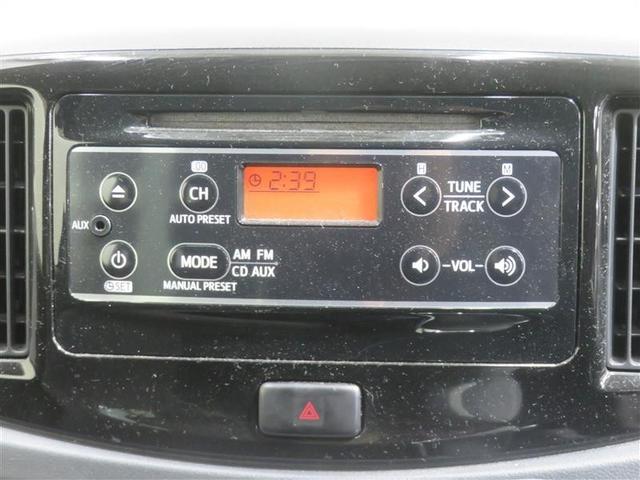 2:39
H
M
CH
AUTO PRESET
TUNE
TRACK
AUX
MODE
AM FM
CD AUX
-VOL-
SET
MANUAL PRESET